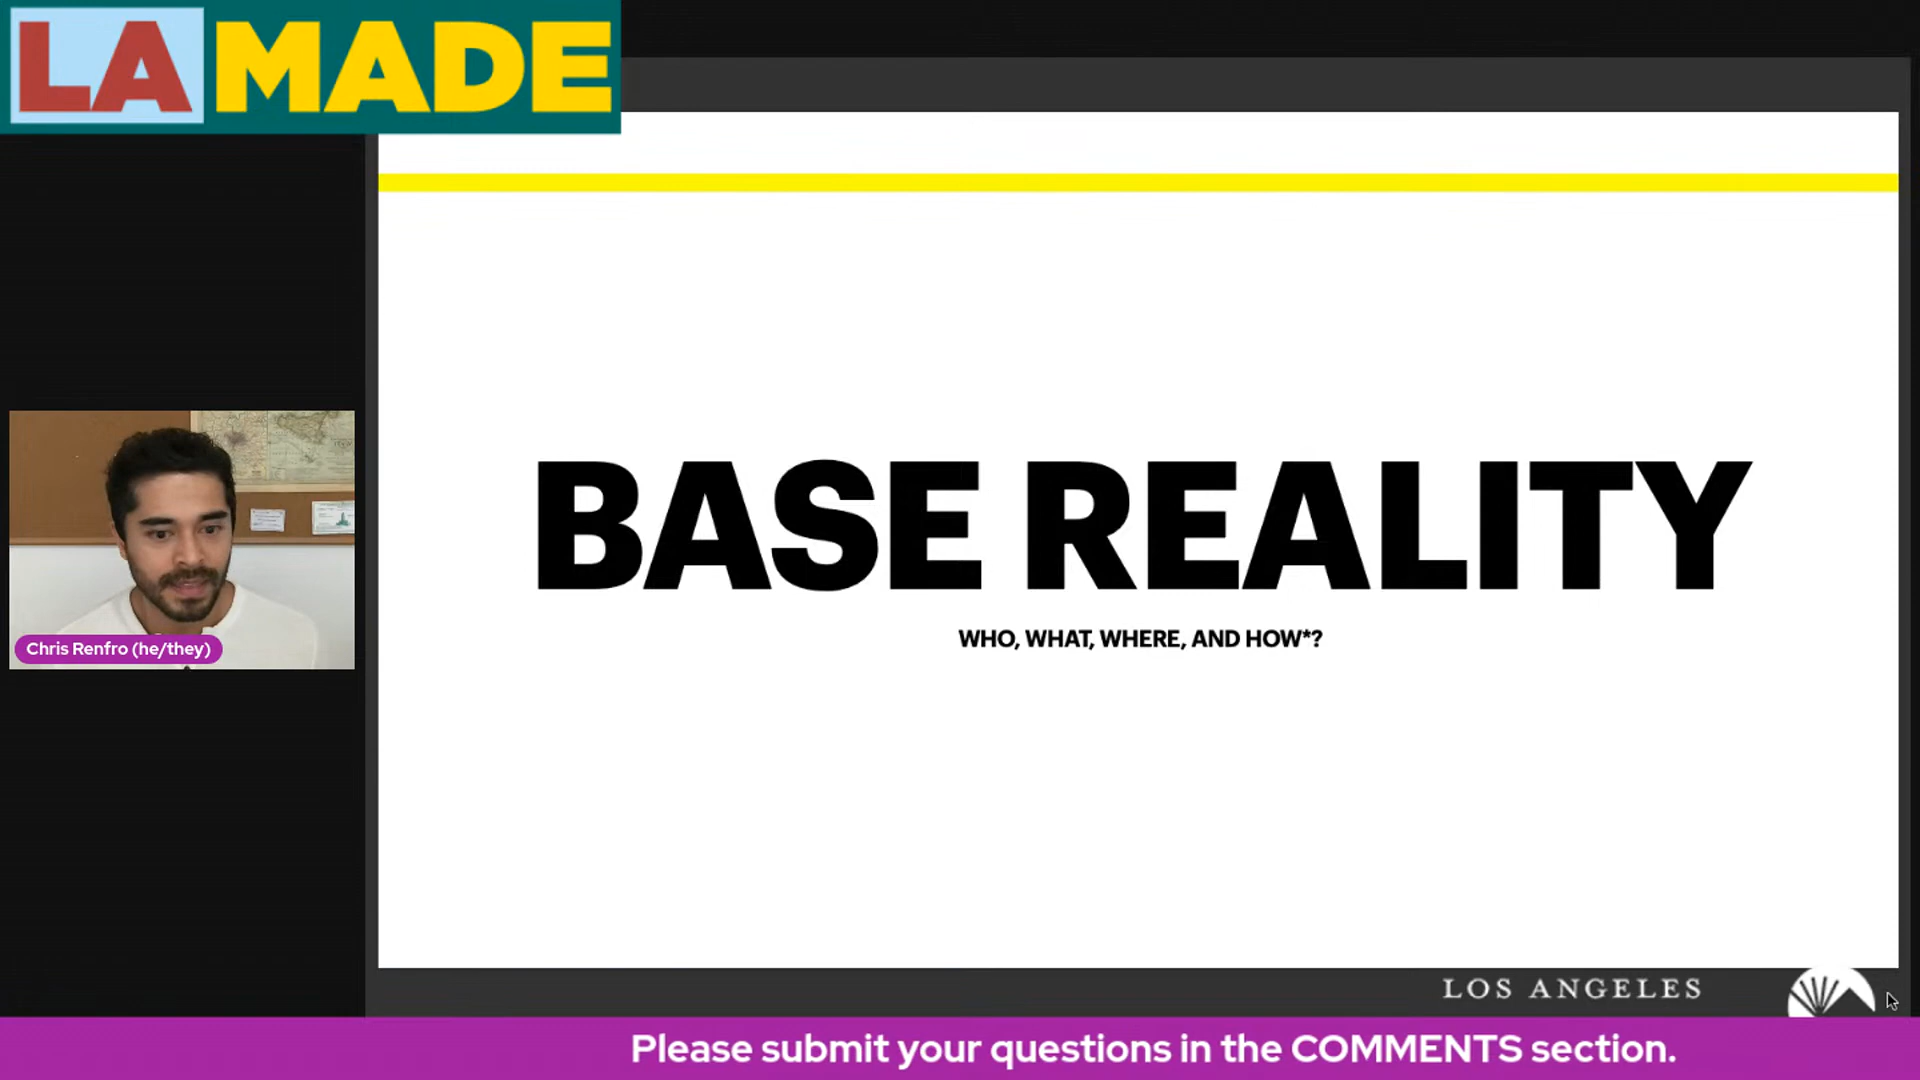 LA MADE
BASE REALITY
WHO, WHAT, WHERE, AND HOW*?
Chris Renfro (he/they)
LOS ANGELES
Please submit your questions in the COMMENTS section.